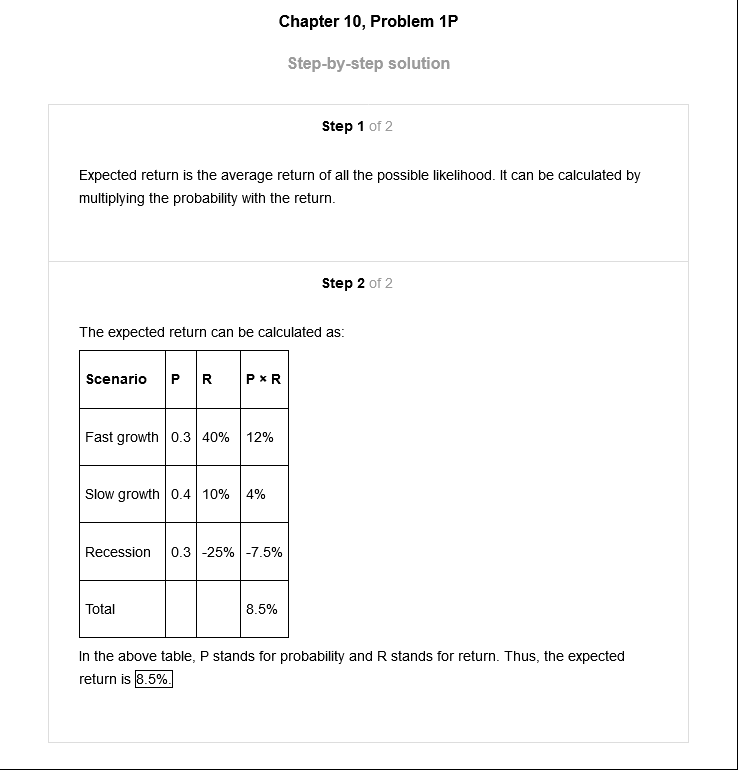 Chapter 10, Problem 1P
Step-by-step solution
Step 1 of 2
Expected return is the average return of all the possible likelihood. It can be calculated by
multiplying the probability with the return.
Step 2 of 2
The expected return can be calculated as:
Scenario P R P × R
Fast growth 0.3 40% 12%
Slow growth 0.4 10% 4%
Recession 0.3 -25% -7.5%
Total 8.5%
In the above table, P stands for probability and R stands for return. Thus, the expected
return is 8.5%.